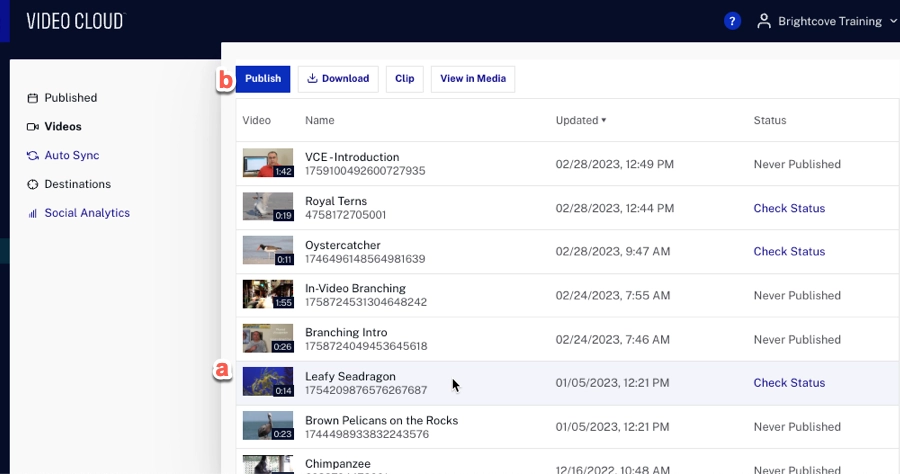 VIDEO CLOUD
? Brightcove Training
b Publish Download Clip View in Media
Published
Videos
Auto Sync
Destinations
Social Analytics
Video Name Updated Status
1:42 VCE - Introduction 02/28/2023, 12:49 PM Never Published
1759100492600727935
0:19 Royal Terns 02/28/2023, 12:44 PM Check Status
4758172705001
0:11 Oystercatcher 02/28/2023, 9:47 AM Check Status
1746496148564981639
1:55 In-Video Branching 02/24/2023, 7:55 AM Never Published
1758724531304648242
0:26 Branching Intro 02/24/2023, 7:46 AM Never Published
1758724049453645618
a 0:14 Leafy Seadragon 01/05/2023, 12:21 PM Check Status
1754209876576267687
0:23 Brown Pelicans on the Rocks 01/05/2023, 12:21 PM Never Published
1744498933832243576
Chimpanzee 12/16/2022, 10:48 AM Never Published